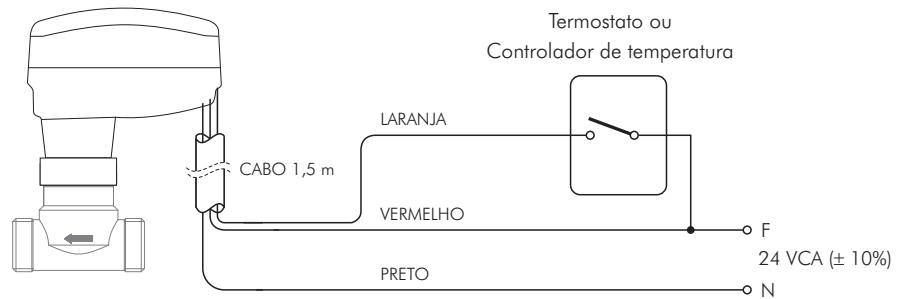 Termostato ou
Controlador de temperatura
LARANJA
CABO 1,5 m
VERMELHO
F
24 VCA (± 10%)
PRETO
N